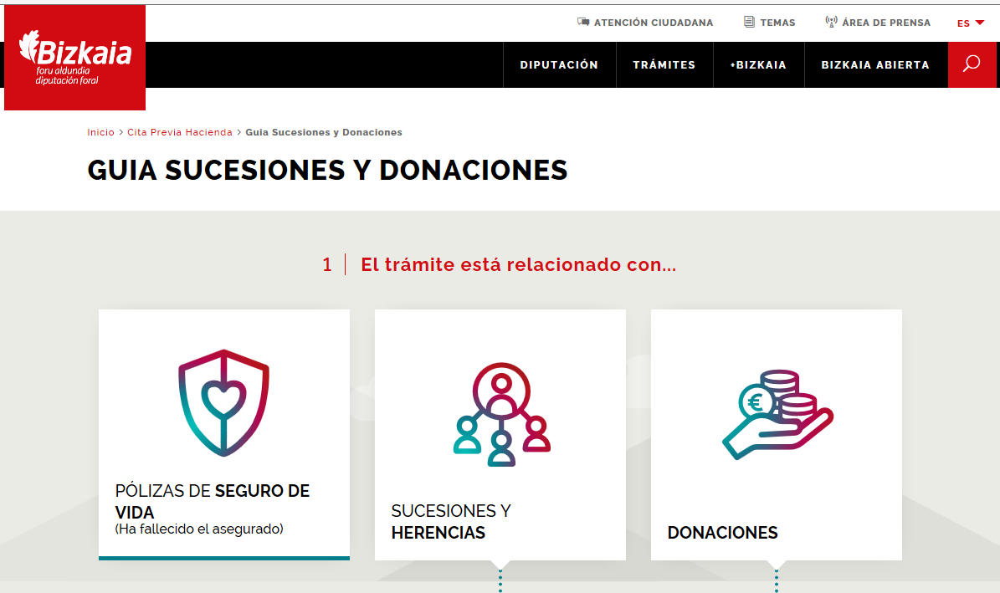 ATENCIÓN CIUDADANA TEMAS ÁREA DE PRENSA ES
Bizkaia
foru aldundia
diputación foral
DIPUTACIÓN TRÁMITES +BIZKAIA BIZKAIA ABIERTA
Inicio > Cita Previa Hacienda > Guia Sucesiones y Donaciones
GUIA SUCESIONES Y DONACIONES
1 | El trámite está relacionado con...
€
PÓLIZAS DE SEGURO DE
VIDA
(Ha fallecido el asegurado)
SUCESIONES Y
HERENCIAS
DONACIONES